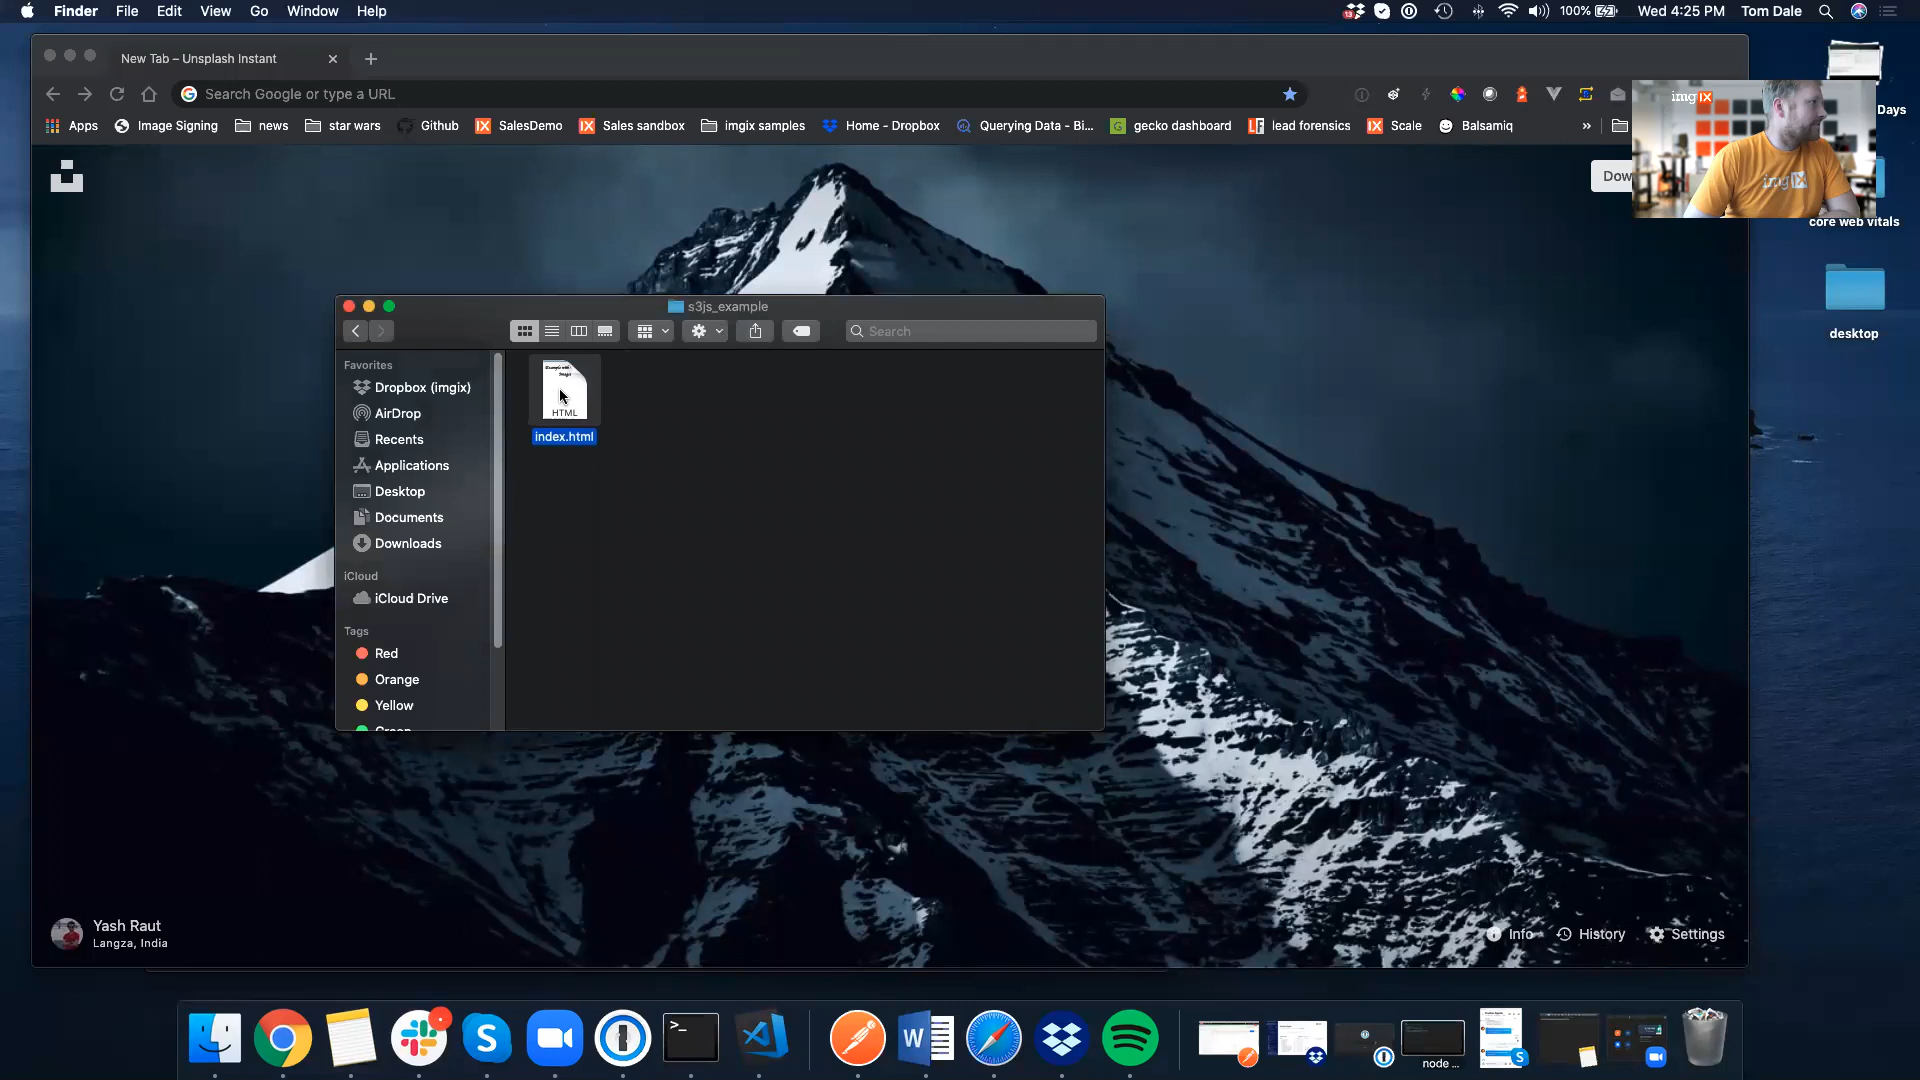 Finder File Edit View Go Window Help
13 100% Wed 4:25 PM Tom Dale
New Tab – Unsplash Instant
Search Google or type a URL
Apps Image Signing news star wars Github SalesDemo Sales sandbox imgix samples Home - Dropbox Querying Data - Bi... gecko dashboard lead forensics Scale Balsamiq »
imgIX
imgIX
Days
Dow
core web vitals
desktop
s3js_example
Search
Favorites
Dropbox (imgix)
AirDrop
Recents
Applications
Desktop
Documents
Downloads
iCloud
iCloud Drive
Tags
Red
Orange
Yellow
Green
HTML
index.html
Yash Raut
Langza, India
Info History Settings
node ...